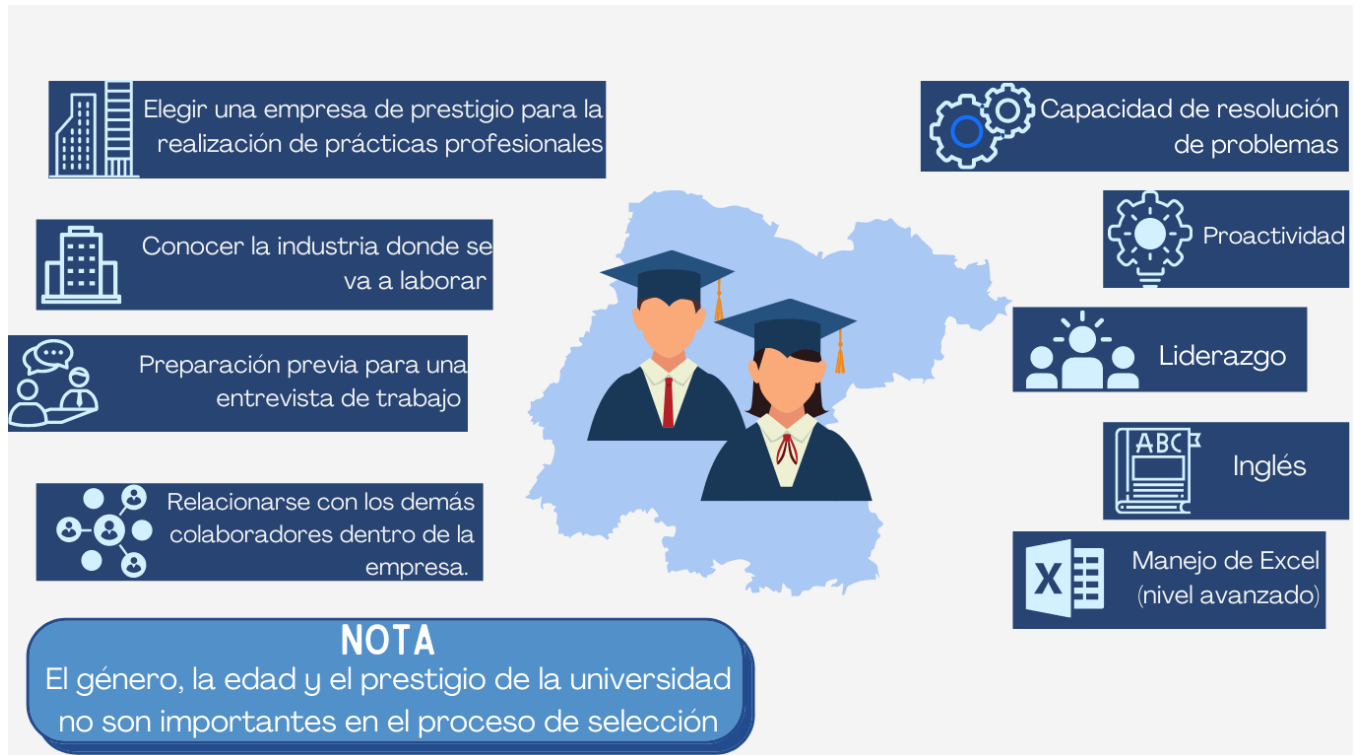 Elegir una empresa de prestigio para la
realización de prácticas profesionales
Conocer la industria donde se
va a laborar
Preparación previa para una
entrevista de trabajo
Relacionarse con los demás
colaboradores dentro de la
empresa.
NOTA
El género, la edad y el prestigio de la universidad
no son importantes en el proceso de selección
Capacidad de resolución
de problemas
Proactividad
Liderazgo
ABC
Inglés
X
Manejo de Excel
(nivel avanzado)